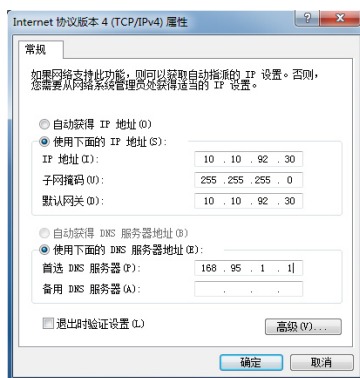 Internet 协议版本 4 (TCP/IPv4) 属性
常规
如果网络支持此功能，则可以获取自动指派的 IP 设置。否则，
您需要从网络系统管理员处获得适当的 IP 设置。
自动获得 IP 地址(O)
使用下面的 IP 地址(S):
IP 地址(I): 10 . 10 . 92 . 30
子网掩码(U): 255 . 255 . 255 . 0
默认网关(D): 10 . 10 . 92 . 30
自动获得 DNS 服务器地址(B)
使用下面的 DNS 服务器地址(E):
首选 DNS 服务器(P): 168 . 95 . 1 . 1
备用 DNS 服务器(A): . . .
退出时验证设置(L)
高级(V)...
确定 取消